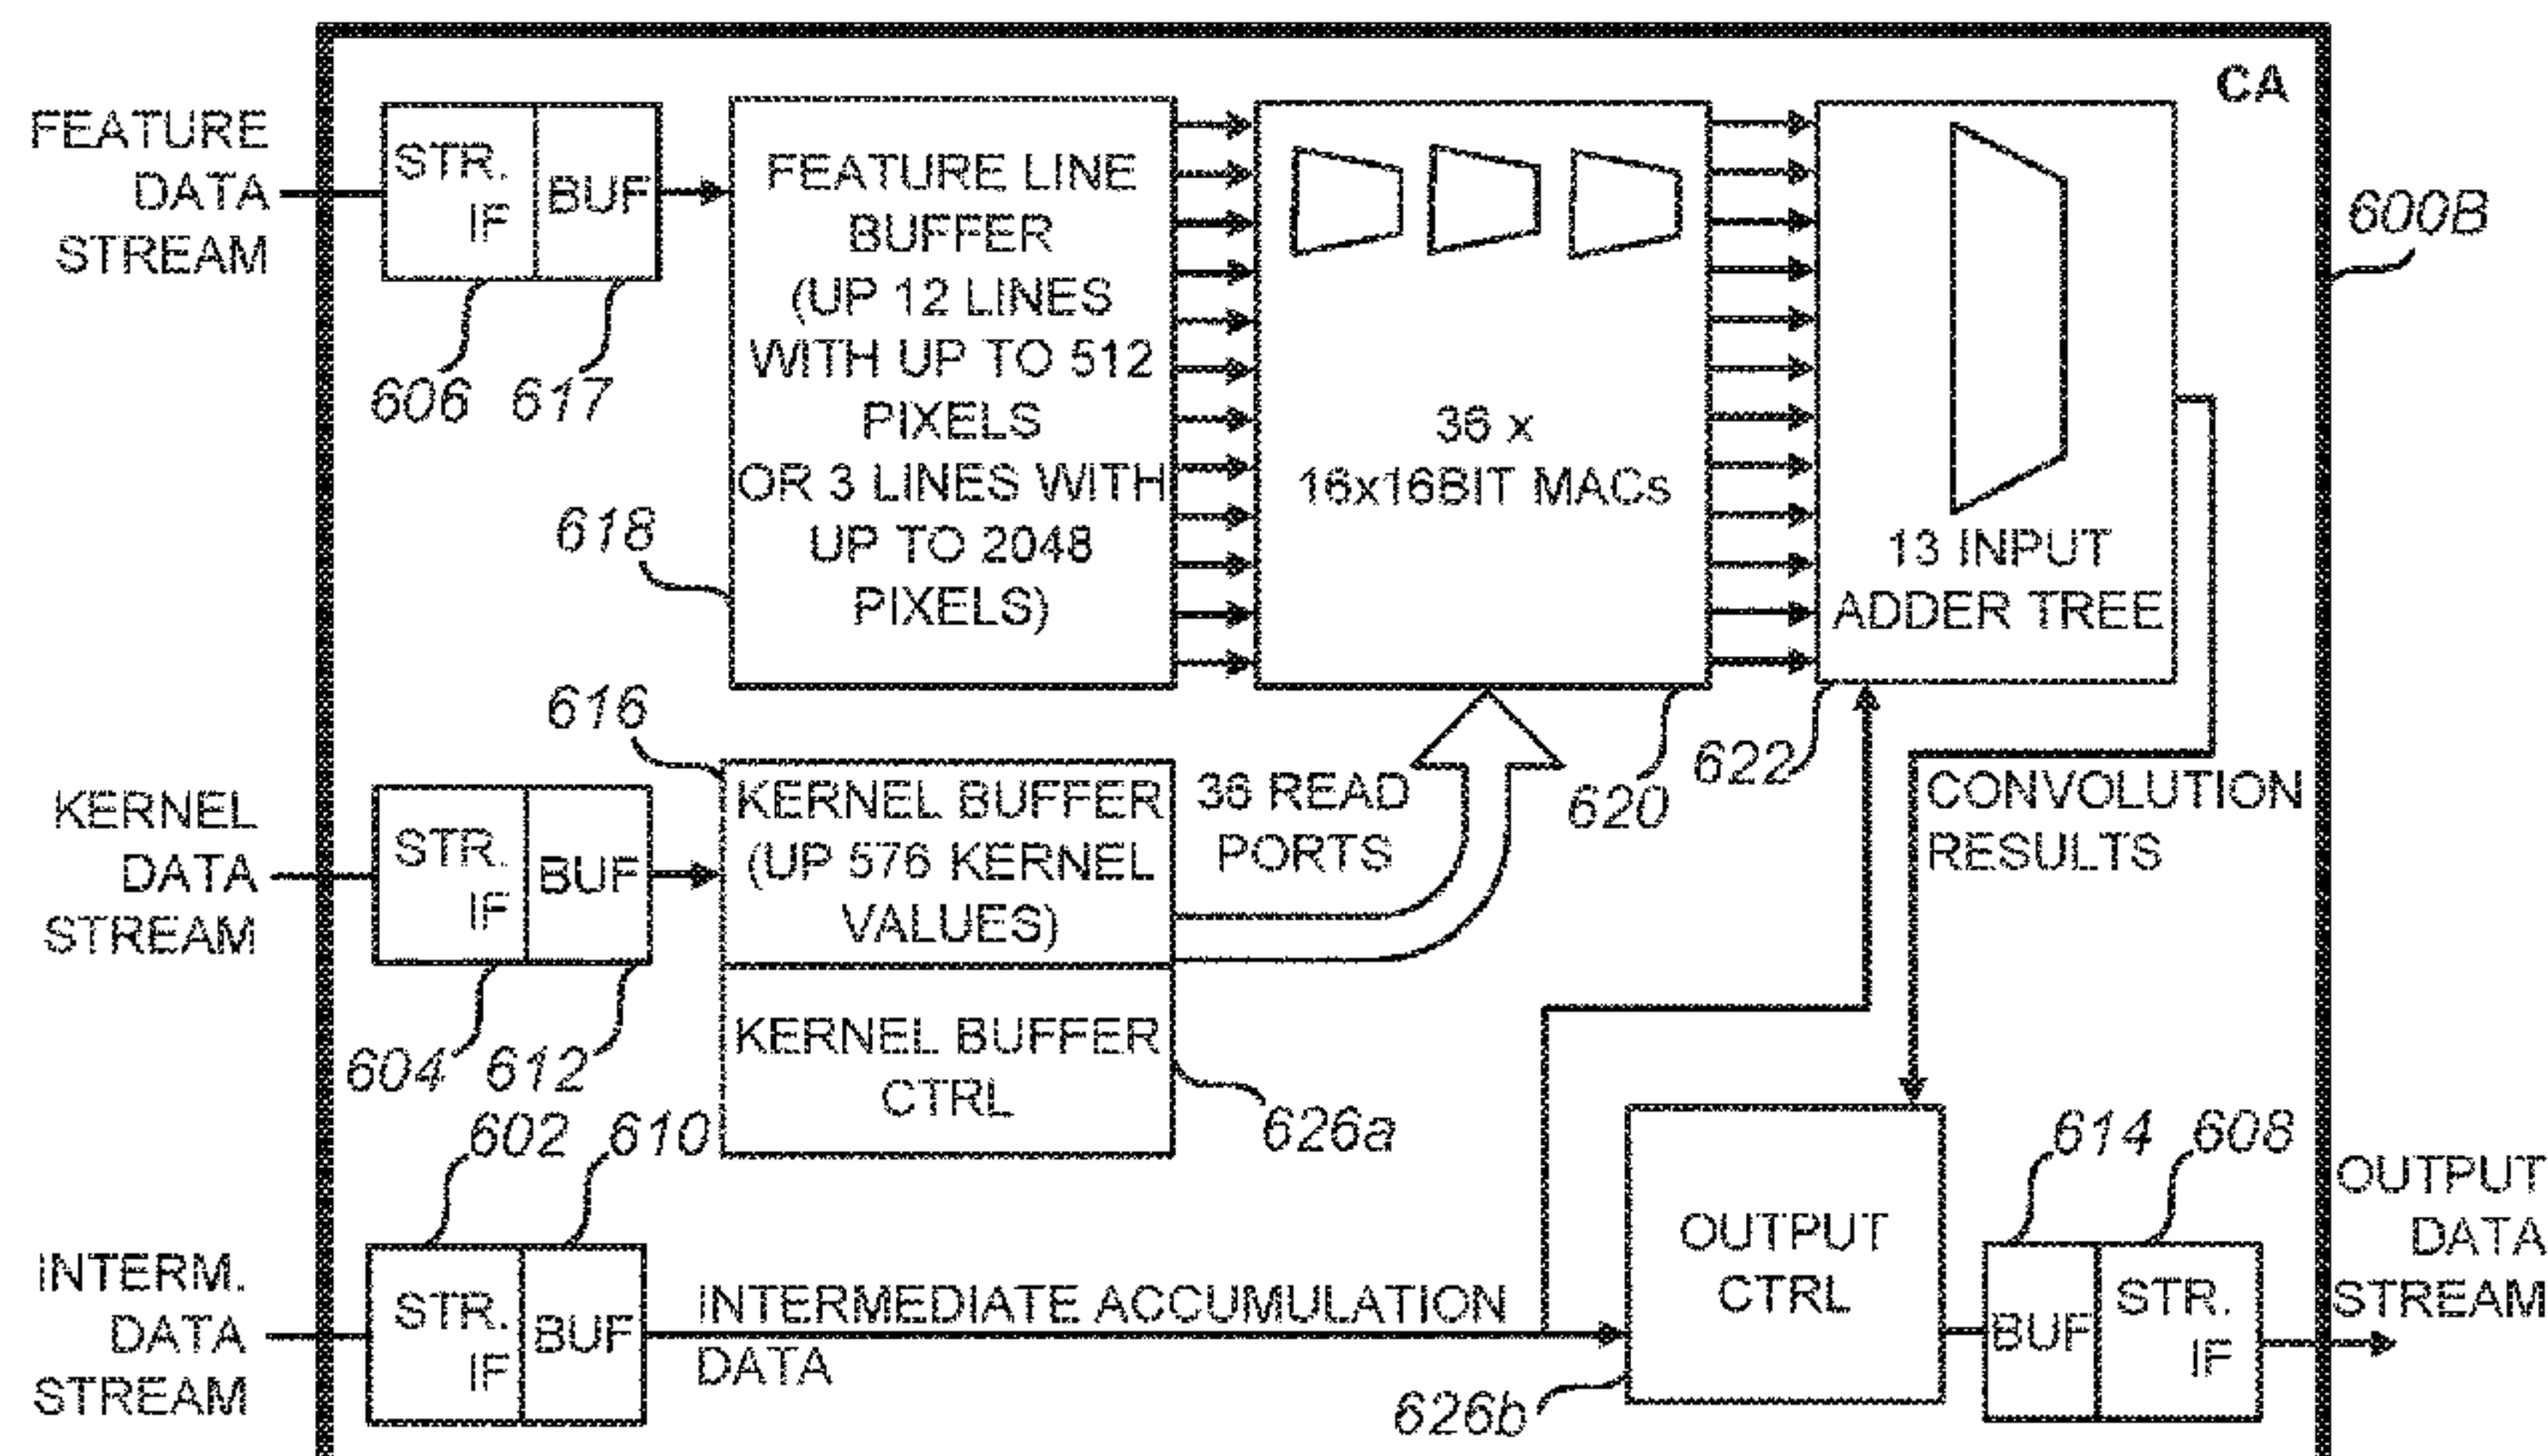 CA
FEATURE
DATA
STREAM
STR.
IF
BUF
606
617
FEATURE LINE
BUFFER
(UP 12 LINES
WITH UP TO 512
PIXELS
OR 3 LINES WITH
UP TO 2048
PIXELS)
618
36 x
16x16BIT MACs
620
13 INPUT
ADDER TREE
622
600B
KERNEL
DATA
STREAM
STR.
IF
BUF
604
612
616
KERNEL BUFFER
(UP 576 KERNEL
VALUES)
KERNEL BUFFER
CTRL
626a
36 READ
PORTS
CONVOLUTION
RESULTS
INTERM.
DATA
STREAM
602
610
STR.
IF
BUF
INTERMEDIATE ACCUMULATION
DATA
OUTPUT
CTRL
626b
614
608
BUF
STR.
IF
OUTPUT
DATA
STREAM